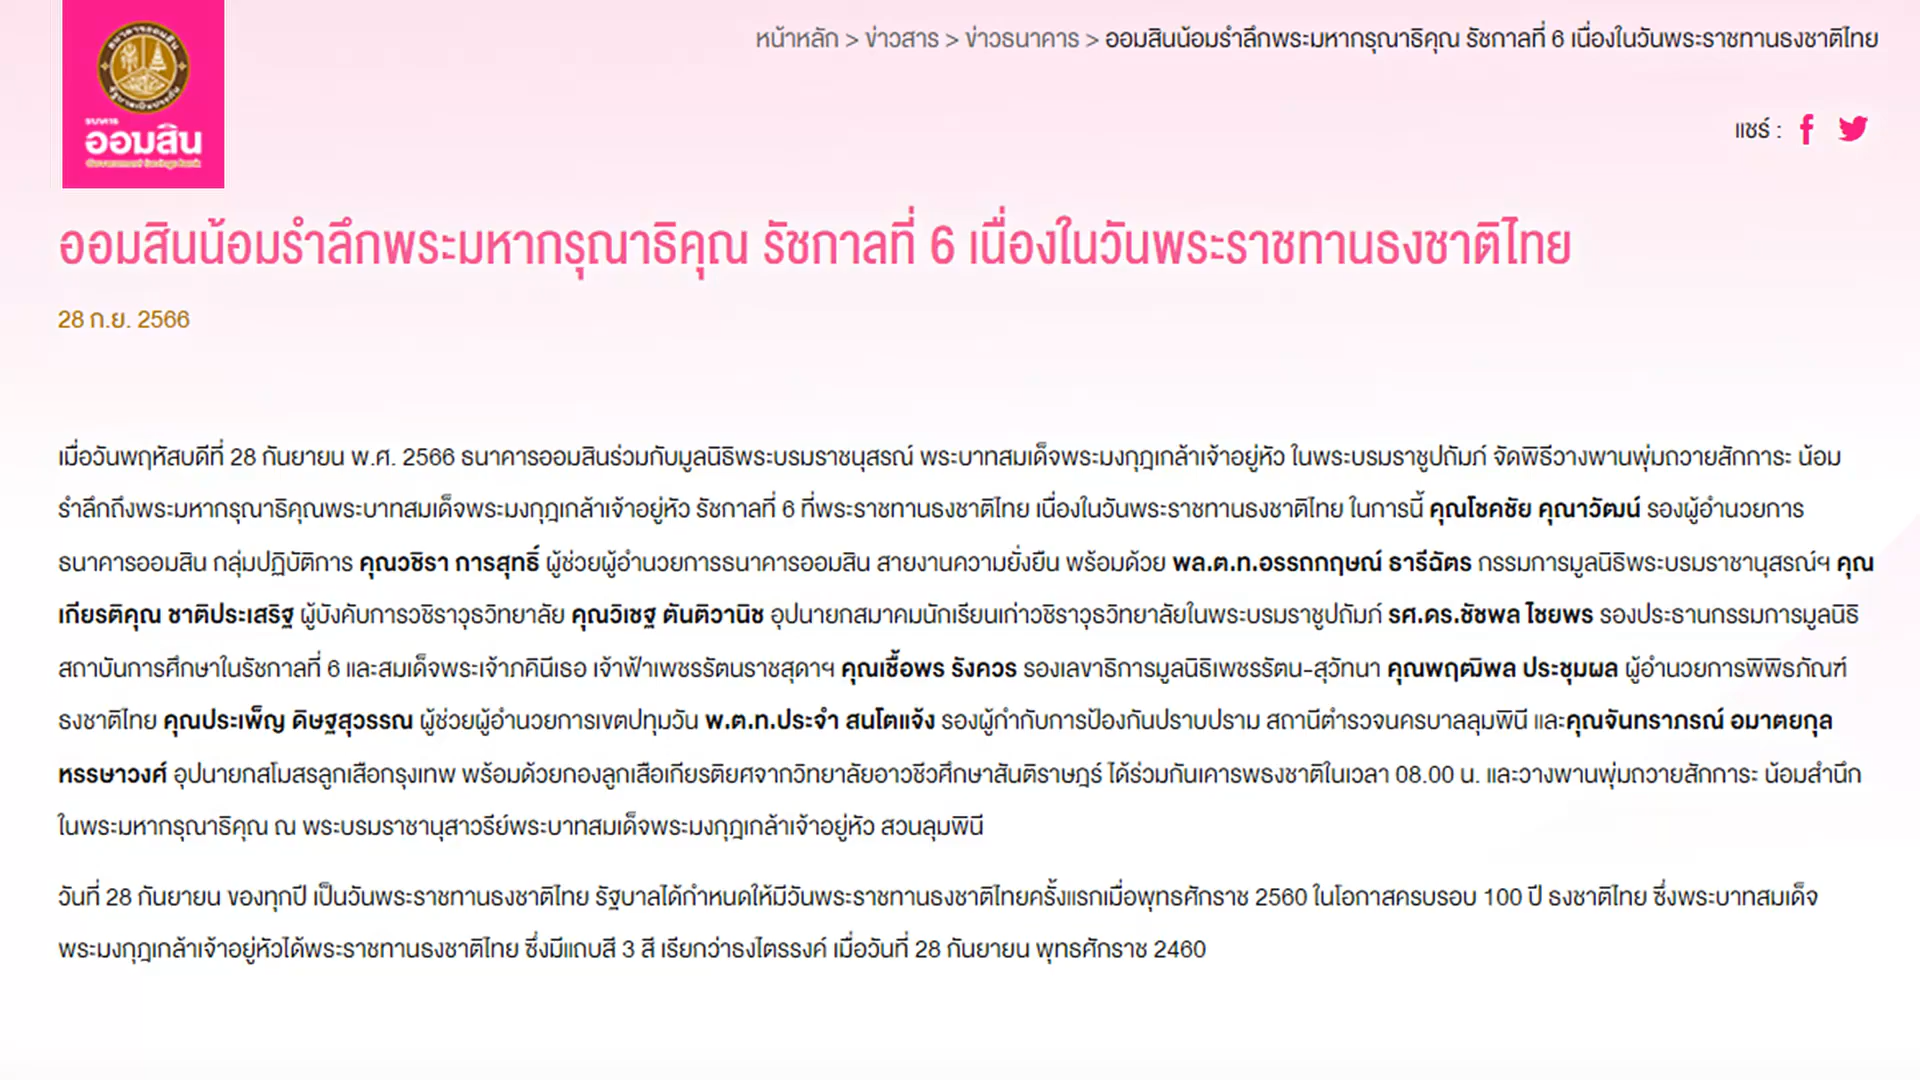 หน้าหลัก > ข่าวสาร > ข่าวธนาคาร > ออมสินน้อมรำลึกพระมหากรุณาธิคุณ รัชกาลที่ 6 เนื่องในวันพระราชทานธงชาติไทย
ธนาคาร
ออมสิน
Government Savings Bank
แชร์ :
ออมสินน้อมรำลึกพระมหากรุณาธิคุณ รัชกาลที่ 6 เนื่องในวันพระราชทานธงชาติไทย
28 ก.ย. 2566
เมื่อวันพฤหัสบดีที่ 28 กันยายน พ.ศ. 2566 ธนาคารออมสินร่วมกับมูลนิธิพระบรมราชนุสรณ์ พระบาทสมเด็จพระมงกุฎเกล้าเจ้าอยู่หัว ในพระบรมราชูปถัมภ์ จัดพิธีวางพานพุ่มถวายสักการะ น้อม
รำลึกถึงพระมหากรุณาธิคุณพระบาทสมเด็จพระมงกุฎเกล้าเจ้าอยู่หัว รัชกาลที่ 6 ที่พระราชทานธงชาติไทย เนื่องในวันพระราชทานธงชาติไทย ในการนี้ คุณโชคชัย คุณาวัฒน์ รองผู้อำนวยการ
ธนาคารออมสิน กลุ่มปฏิบัติการ คุณวชิรา การสุทธิ์ ผู้ช่วยผู้อำนวยการธนาคารออมสิน สายงานความยั่งยืน พร้อมด้วย พล.ต.ท.อรรถกฤษณ์ ธารีฉัตร กรรมการมูลนิธิพระบรมราชานุสรณ์ฯ คุณ
เกียรติคุณ ชาติประเสริฐ ผู้บังคับการวชิราวุธวิทยาลัย คุณวิเชฐ ตันติวานิช อุปนายกสมาคมนักเรียนเก่าวชิราวุธวิทยาลัยในพระบรมราชูปถัมภ์ รศ.ดร.ชัชพล ไชยพร รองประธานกรรมการมูลนิธิ
สถาบันการศึกษาในรัชกาลที่ 6 และสมเด็จพระเจ้าภคินีเธอ เจ้าฟ้าเพชรรัตนราชสุดาฯ คุณเชื้อพร รังควร รองเลขาธิการมูลนิธิเพชรรัตน-สุวัทนา คุณพฤฒิพล ประชุมผล ผู้อำนวยการพิพิธภัณฑ์
ธงชาติไทย คุณประเพ็ญ ดิษฐสุวรรณ ผู้ช่วยผู้อำนวยการเขตปทุมวัน พ.ต.ท.ประจำ สนโตแจ้ง รองผู้กำกับการป้องกันปราบปราม สถานีตำรวจนครบาลลุมพินี และคุณจันทราภรณ์ อมาตยกุล
หรรษาวงศ์ อุปนายกสโมสรลูกเสือกรุงเทพ พร้อมด้วยกองลูกเสือเกียรติยศจากวิทยาลัยอาวชีวศึกษาสันติราษฎร์ ได้ร่วมกันเคารพธงชาติในเวลา 08.00 น. และวางพานพุ่มถวายสักการะ น้อมสำนึก
ในพระมหากรุณาธิคุณ ณ พระบรมราชานุสาวรีย์พระบาทสมเด็จพระมงกุฎเกล้าเจ้าอยู่หัว สวนลุมพินี
วันที่ 28 กันยายน ของทุกปี เป็นวันพระราชทานธงชาติไทย รัฐบาลได้กำหนดให้มีวันพระราชทานธงชาติไทยครั้งแรกเมื่อพุทธศักราช 2560 ในโอกาสครบรอบ 100 ปี ธงชาติไทย ซึ่งพระบาทสมเด็จ
พระมงกุฎเกล้าเจ้าอยู่หัวได้พระราชทานธงชาติไทย ซึ่งมีแถบสี 3 สี เรียกว่าธงไตรรงค์ เมื่อวันที่ 28 กันยายน พุทธศักราช 2460